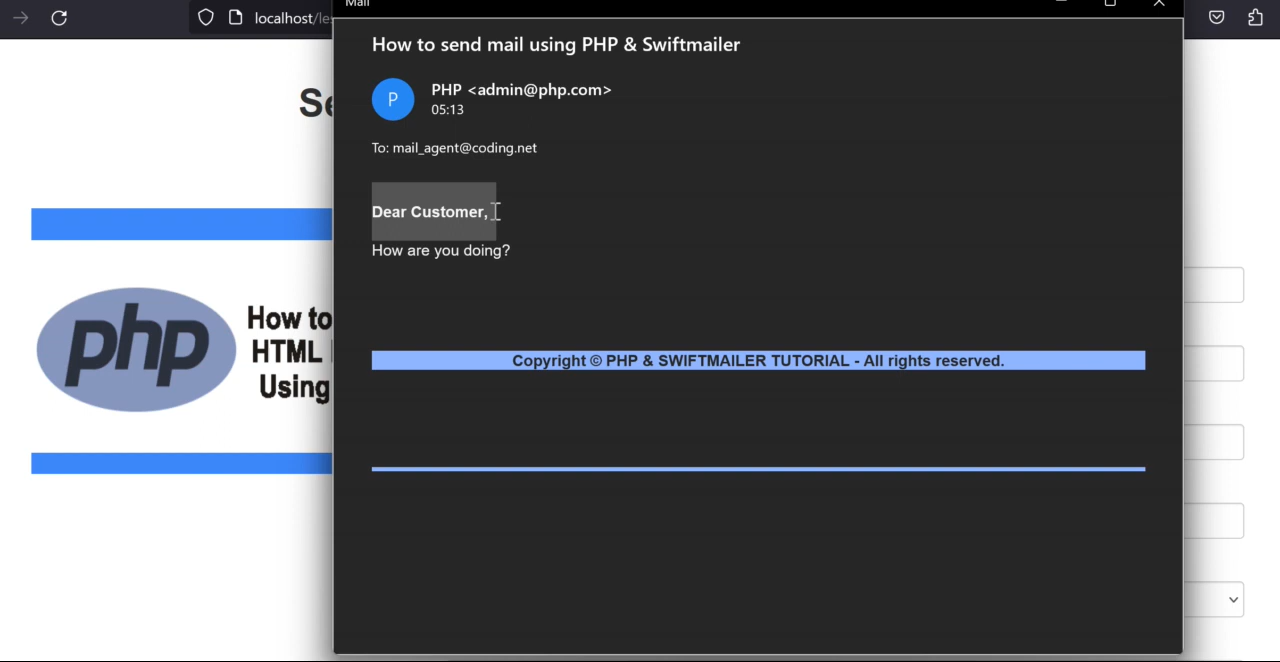 Mail
localhost/le
How to send mail using PHP & Swiftmailer
Se
P
PHP <admin@php.com>
05:13
To: mail_agent@coding.net
Dear Customer,
How are you doing?
php
How to
HTML
Using
Copyright © PHP & SWIFTMAILER TUTORIAL - All rights reserved.